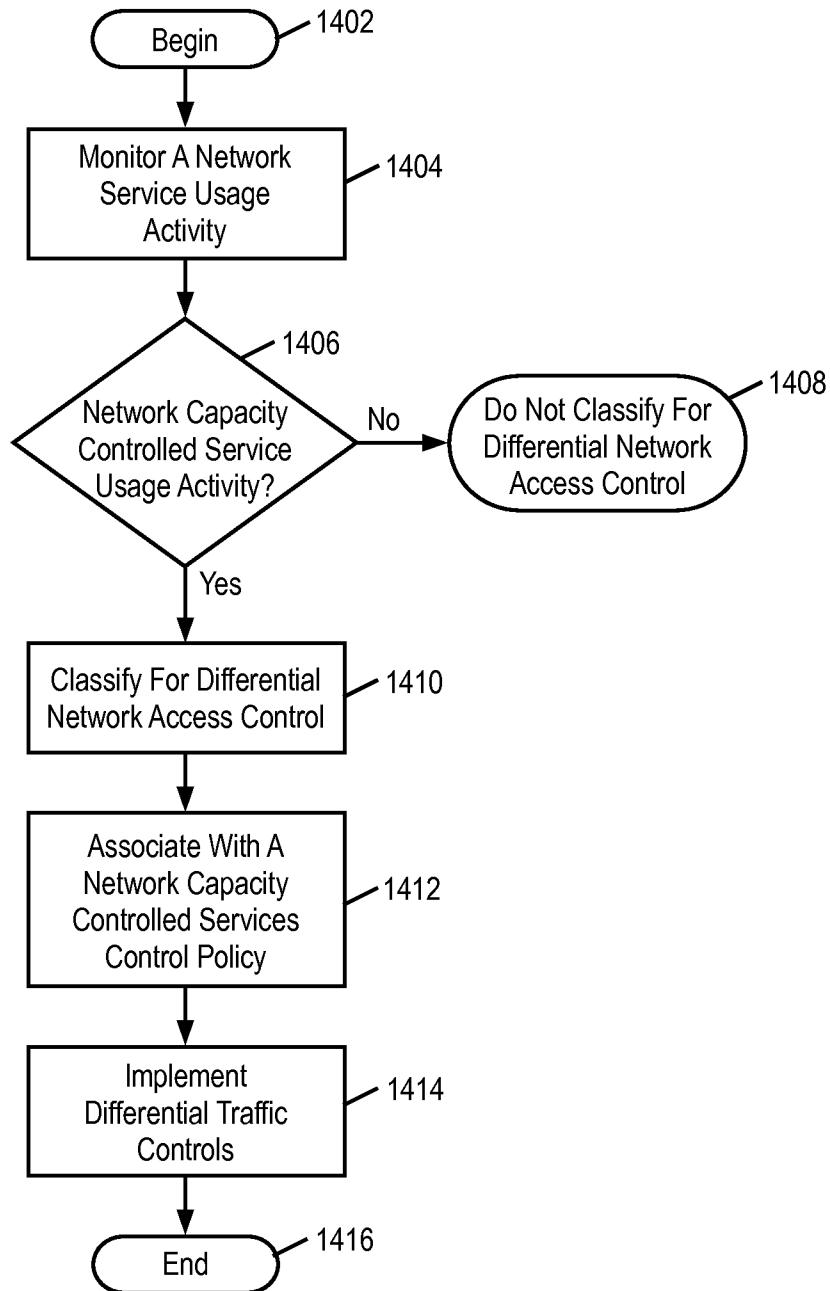 Begin
1402
Monitor A Network
Service Usage
Activity
1404
1406
Network Capacity
Controlled Service
Usage Activity?
No
Do Not Classify For
Differential Network
Access Control
1408
Yes
Classify For Differential
Network Access Control
1410
Associate With A
Network Capacity
Controlled Services
Control Policy
1412
Implement
Differential Traffic
Controls
1414
End
1416